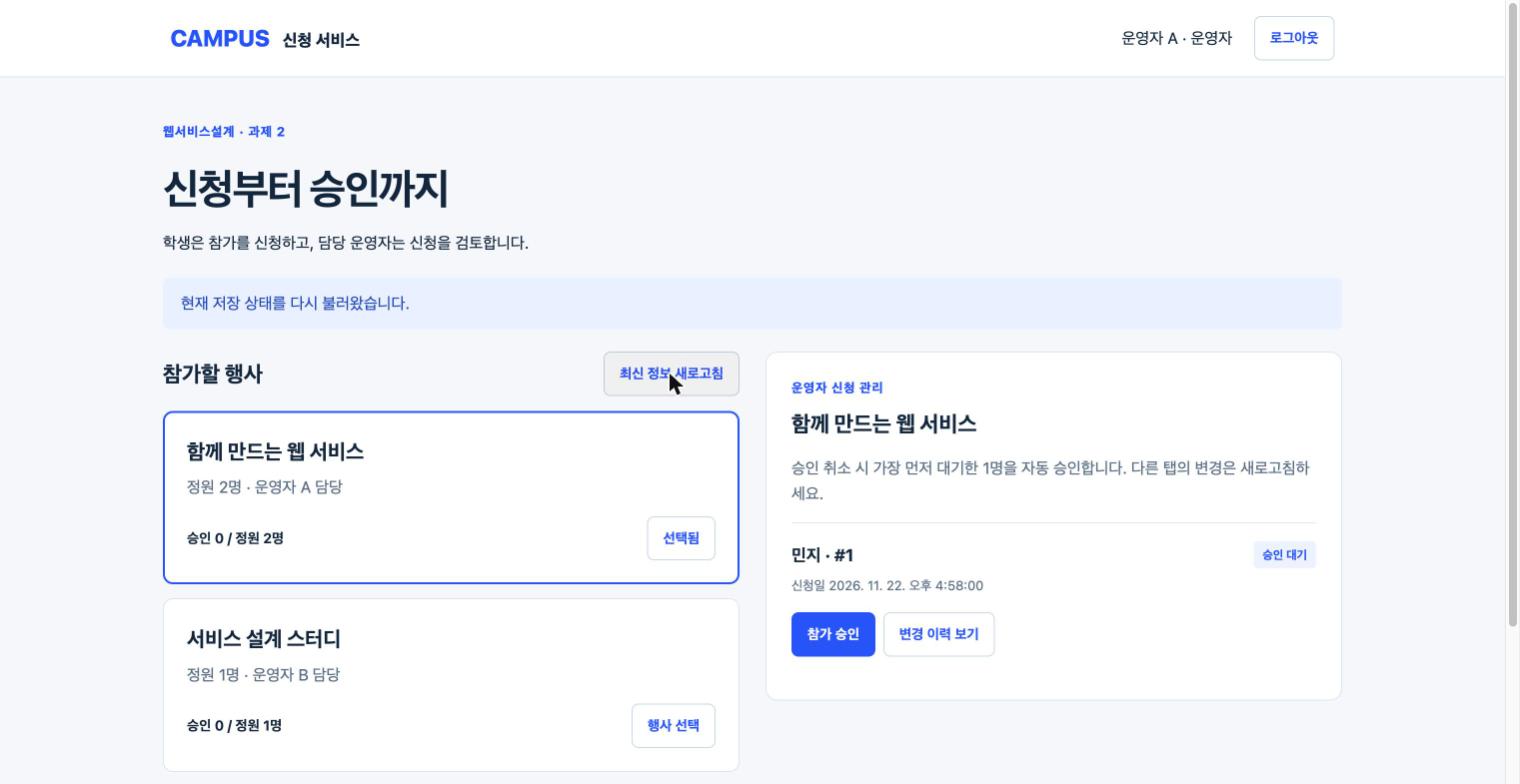 CAMPUS 신청 서비스
운영자 A · 운영자
로그아웃
웹서비스설계 · 과제 2
신청부터 승인까지
학생은 참가를 신청하고, 담당 운영자는 신청을 검토합니다.
현재 저장 상태를 다시 불러왔습니다.
참가할 행사
최신 정보 새로고침
함께 만드는 웹 서비스
정원 2명 · 운영자 A 담당
승인 0 / 정원 2명
선택됨
서비스 설계 스터디
정원 1명 · 운영자 B 담당
승인 0 / 정원 1명
행사 선택
운영자 신청 관리
함께 만드는 웹 서비스
승인 취소 시 가장 먼저 대기한 1명을 자동 승인합니다. 다른 탭의 변경은 새로고침하
세요.
민지 · #1
승인 대기
신청일 2026. 11. 22. 오후 4:58:00
참가 승인
변경 이력 보기